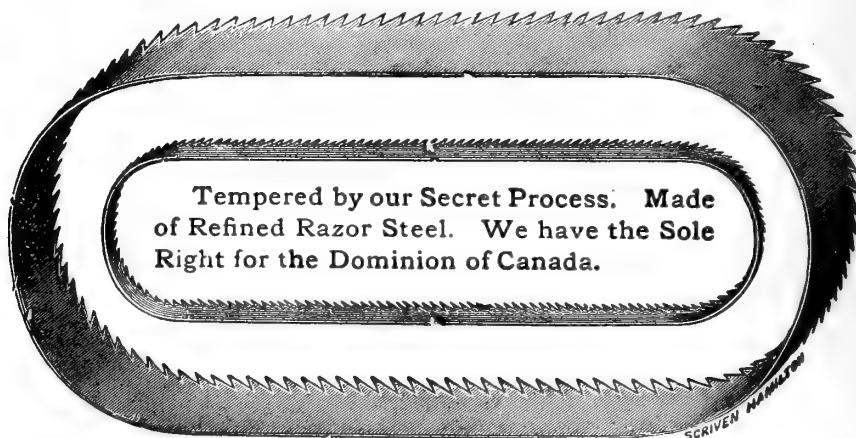 Tempered by our Secret Process. Made
of Refined Razor Steel. We have the Sole
Right for the Dominion of Canada.
SCRIVEN HAMILTON